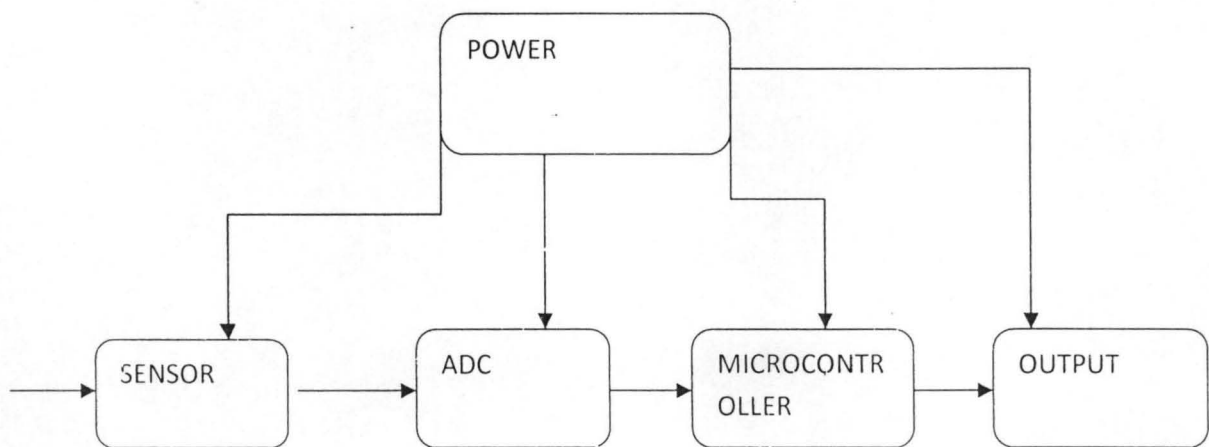 POWER
SENSOR
ADC
MICROCONTR
OLLER
OUTPUT